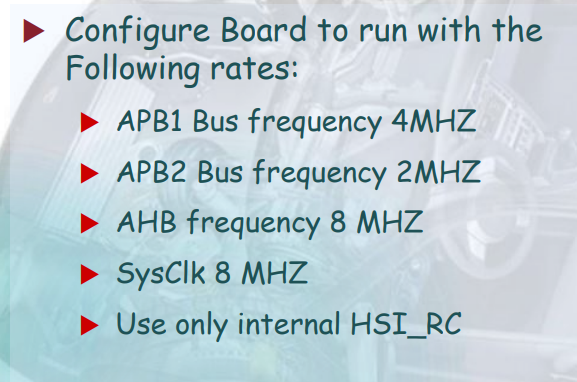 Configure Board to run with the
Following rates:
APB1 Bus frequency 4MHZ
APB2 Bus frequency 2MHZ
AHB frequency 8 MHZ
SysClk 8 MHZ
Use only internal HSI_RC